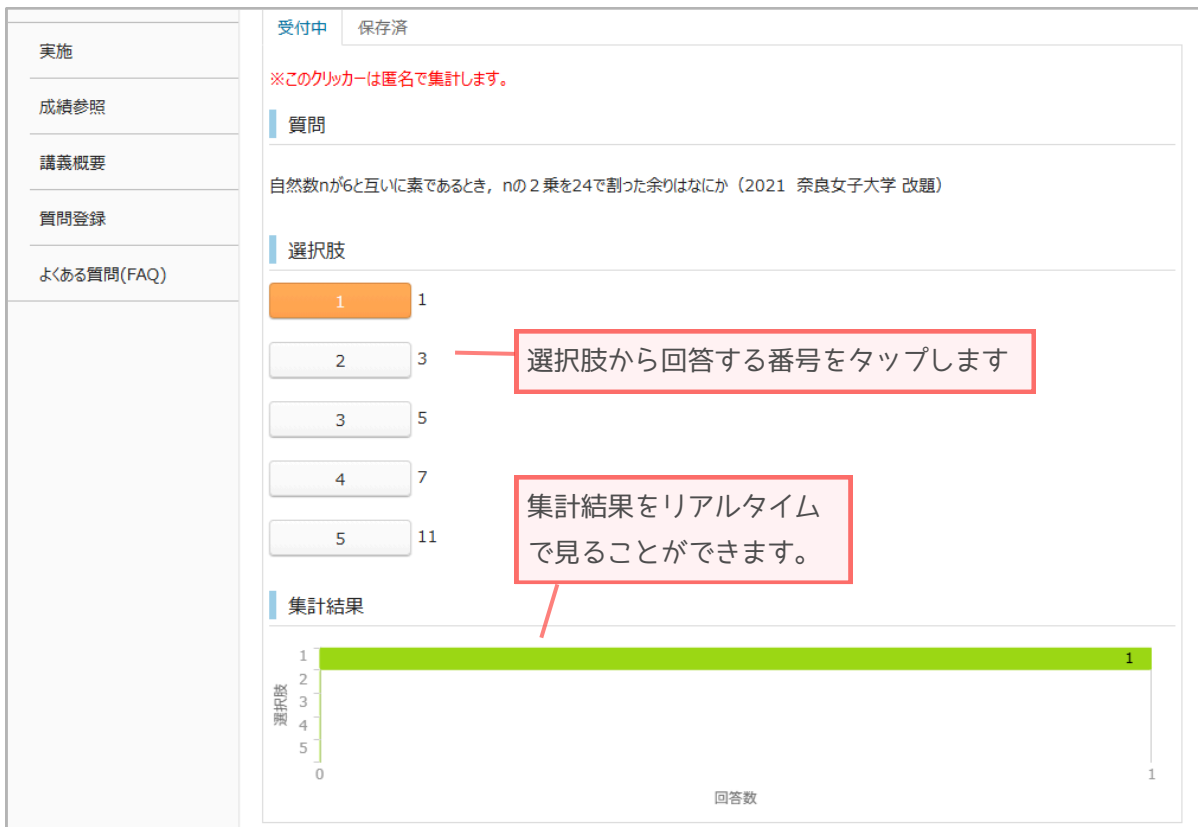 受付中
保存済
実施
成績参照
講義概要
質問登録
よくある質問(FAQ)
※このクリッカーは匿名で集計します。
質問
自然数nが6と互いに素であるとき，nの２乗を24で割った余りはなにか（2021 奈良女子大学 改題）
選択肢
1 1
2 3
3 5
4 7
5 11
選択肢から回答する番号をタップします
集計結果をリアルタイム
で見ることができます。
集計結果
選択肢
1
2
3
4
5
1
0
1
回答数